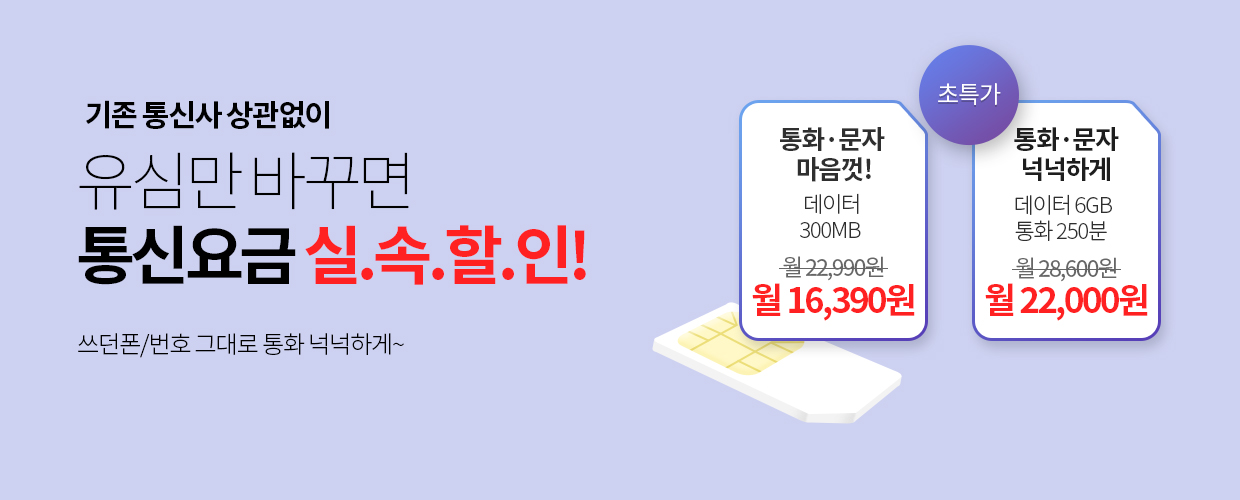 기존 통신사 상관없이
유심만 바꾸면
통신요금 실.속.할.인!
쓰던폰/번호 그대로 통화 넉넉하게~
초특가
통화·문자
마음껏!
데이터
300MB
월 22,990원
월 16,390원
통화·문자
넉넉하게
데이터 6GB
통화 250분
월 28,600원
월 22,000원